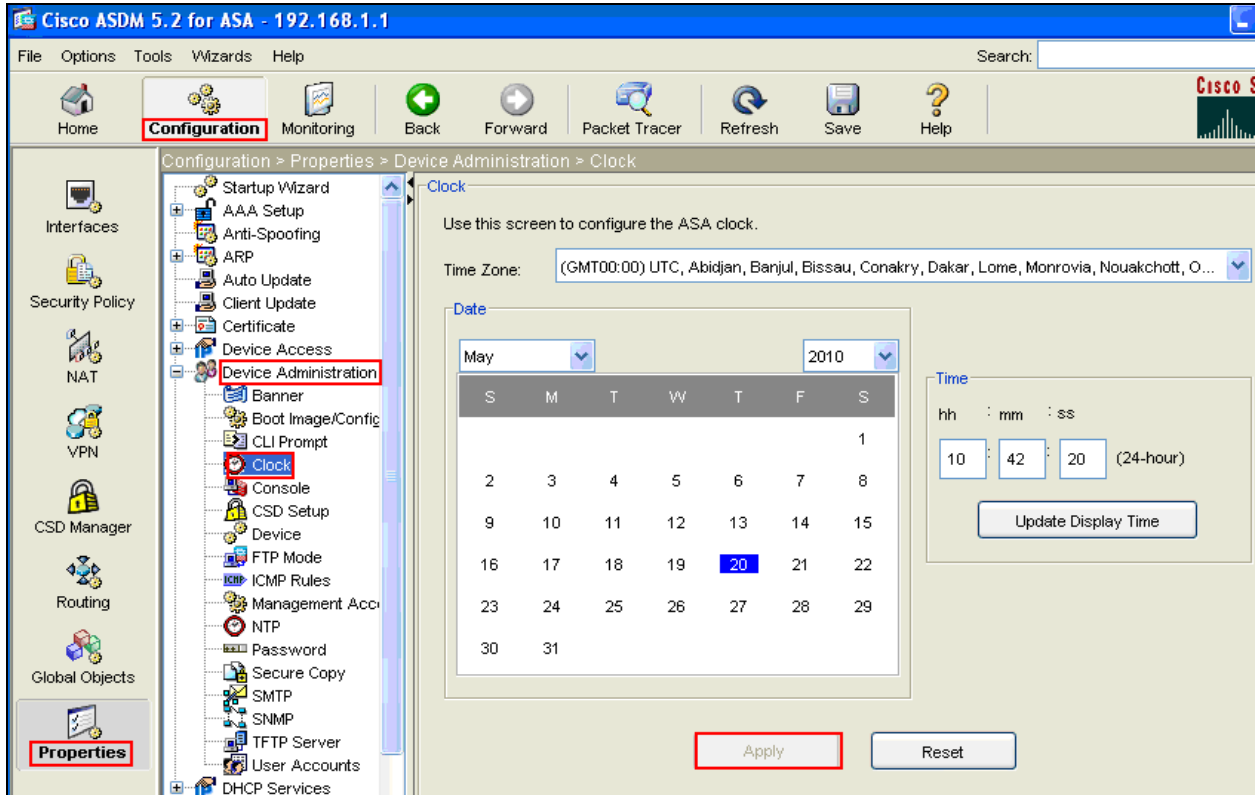 Cisco ASDM 5.2 for ASA - 192.168.1.1
File Options Tools Wizards Help Search:
Home Configuration Monitoring Back Forward Packet Tracer Refresh Save Help
CISCO S
Configuration > Properties > Device Administration > Clock
Interfaces
Security Policy
NAT
VPN
CSD Manager
Routing
Global Objects
Properties
Startup Wizard
AAA Setup
Anti-Spoofing
ARP
Auto Update
Client Update
Certificate
Device Access
Device Administration
Banner
Boot Image/Config
CLI Prompt
Clock
Console
CSD Setup
Device
FTP Mode
ICMP ICMP Rules
Management Acc
NTP
Password
Secure Copy
SMTP
SNMP
TFTP Server
User Accounts
DHCP Services
Clock
Use this screen to configure the ASA clock.
Time Zone: (GMT00:00) UTC, Abidjan, Banjul, Bissau, Conakry, Dakar, Lome, Monrovia, Nouakchott, O...
Date
May 2010
S M T W T F S
1
2 3 4 5 6 7 8
9 10 11 12 13 14 15
16 17 18 19 20 21 22
23 24 25 26 27 28 29
30 31
Time
hh : mm : ss
10 : 42 : 20 (24-hour)
Update Display Time
Apply Reset